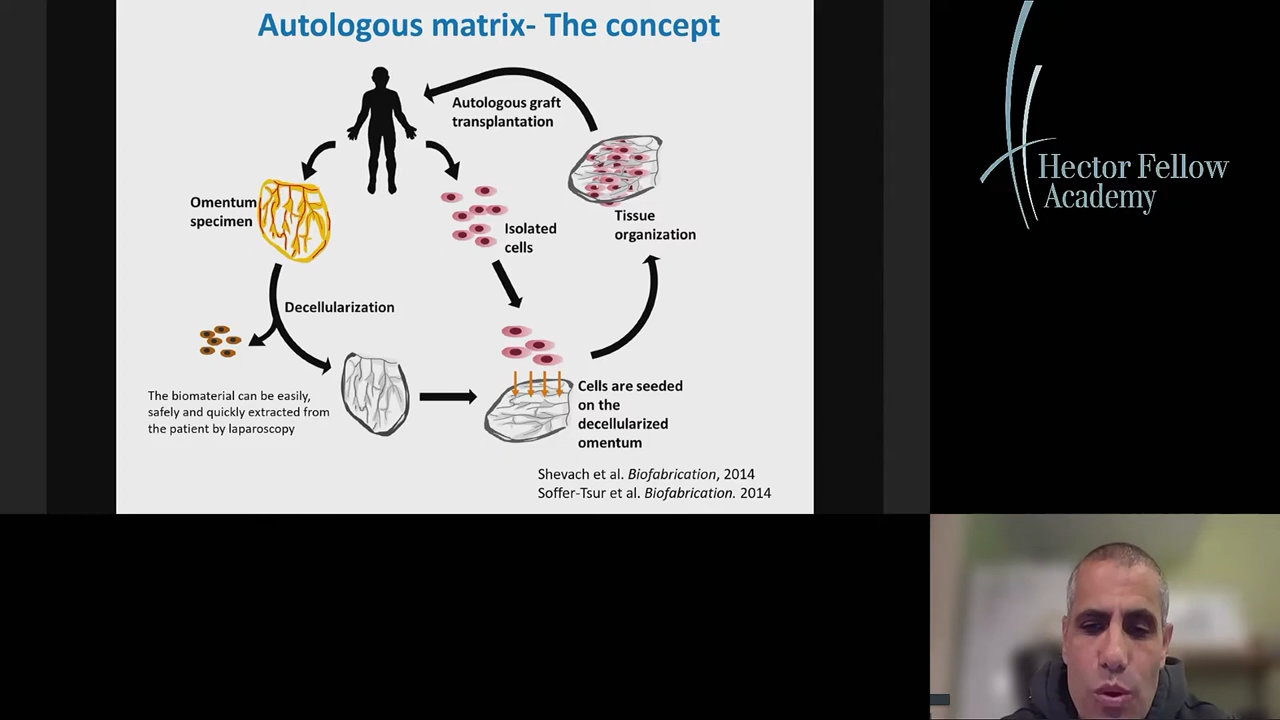 Autologous matrix- The concept
Autologous graft
transplantation
Omentum
specimen
Isolated
cells
Tissue
organization
Decellularization
The biomaterial can be easily,
safely and quickly extracted from
the patient by laparoscopy
Cells are seeded
on the
decellularized
omentum
Shevach et al. Biofabrication, 2014
Soffer-Tsur et al. Biofabrication. 2014
Hector Fellow
Academy